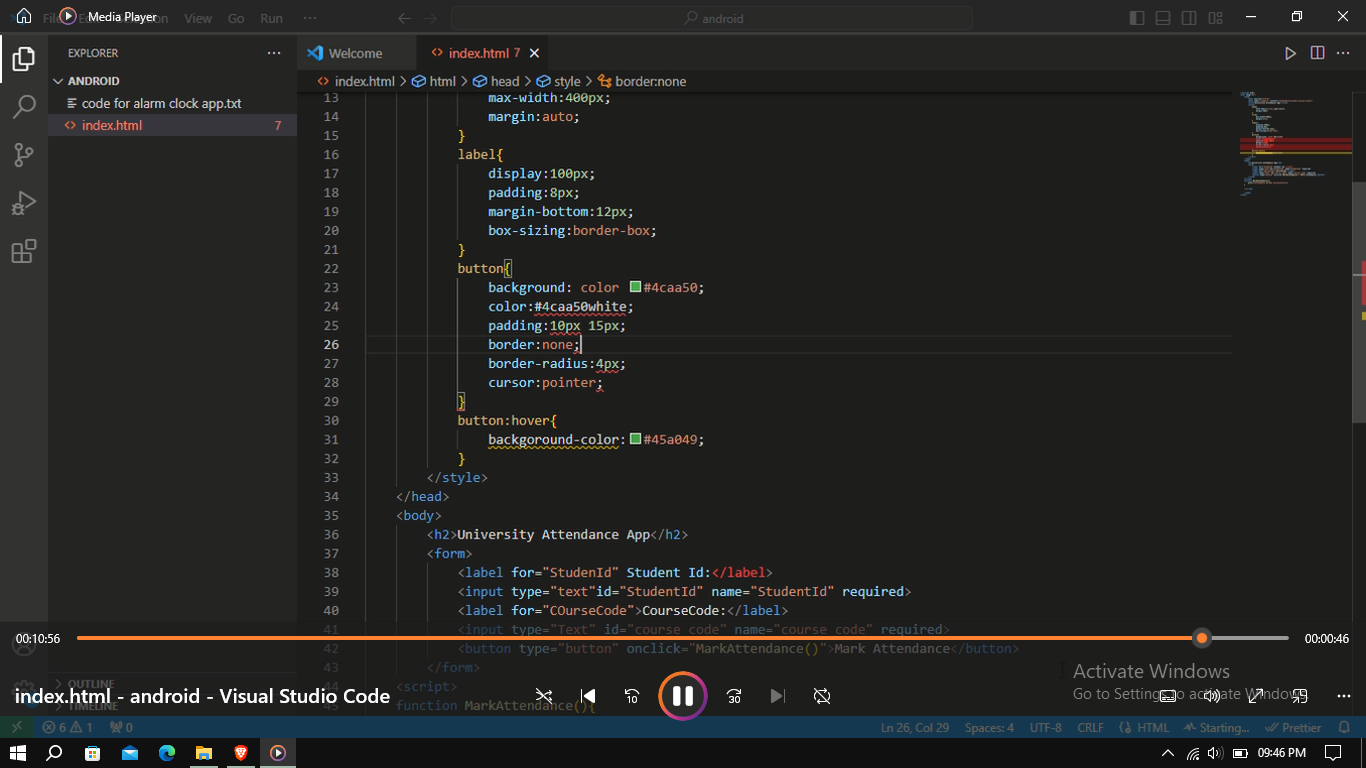 File Edit Selection View Go Run ···
Media Player
android
EXPLORER
Welcome
index.html 7
ANDROID
code for alarm clock app.txt
index.html 7
index.html > html > head > style > border:none
13 max-width:400px;
14 margin:auto;
15 }
16 label{
17 display:100px;
18 padding:8px;
19 margin-bottom:12px;
20 box-sizing:border-box;
21 }
22 button{
23 background: color #4caa50;
24 color:#4caa50white;
25 padding:10px 15px;
26 border:none;
27 border-radius:4px;
28 cursor:pointer;
29 }
30 button:hover{
31 backgoround-color:#45a049;
32 }
33 </style>
34 </head>
35 <body>
36 <h2>University Attendance App</h2>
37 <form>
38 <label for="StudenId" Student Id:</label>
39 <input type="text"id="StudentId" name="StudentId" required>
40 <label for="COurseCode">CourseCode:</label>
41 <input type="Text" id="course code" name="course code" required>
42 <button type="button" onclick="MarkAttendance()">Mark Attendance</button>
43 </form>
44 <script>
45 function MarkAttendance(){
00:10:56
00:00:46
OUTLINE
TIMELINE
index.html - android - Visual Studio Code
10
30
Activate Windows
Go to Settings to activate Windows.
6 1 0
Ln 26, Col 29 Spaces: 4 UTF-8 CRLF HTML Starting... Prettier
09:46 PM